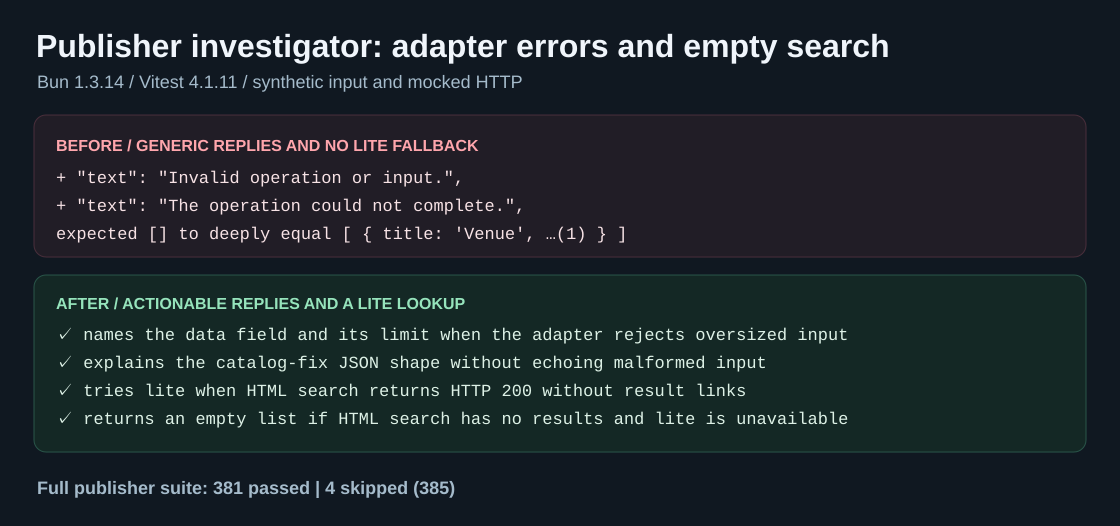 Publisher investigator: adapter errors and empty search
Bun 1.3.14 / Vitest 4.1.11 / synthetic input and mocked HTTP
BEFORE / GENERIC REPLIES AND NO LITE FALLBACK
+ "text": "Invalid operation or input.",
+ "text": "The operation could not complete.",
expected [] to deeply equal [ { title: 'Venue', …(1) } ]
AFTER / ACTIONABLE REPLIES AND A LITE LOOKUP
✓ names the data field and its limit when the adapter rejects oversized input
✓ explains the catalog-fix JSON shape without echoing malformed input
✓ tries lite when HTML search returns HTTP 200 without result links
✓ returns an empty list if HTML search has no results and lite is unavailable
Full publisher suite: 381 passed | 4 skipped (385)